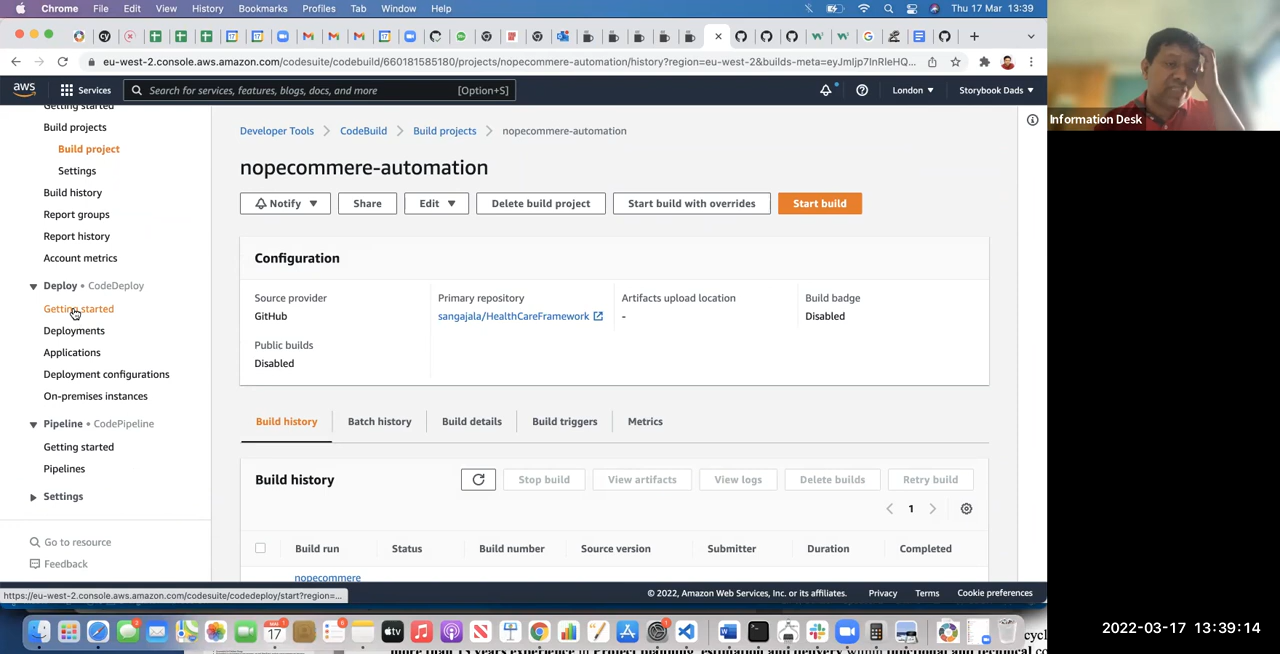 Chrome File Edit View History Bookmarks Profiles Tab Window Help Thu 17 Mar 13:39
eu-west-2.console.aws.amazon.com/codesuite/codebuild/660181585180/projects/nopecommere-automation/history?region=eu-west-2&builds-meta=eyJmIjp7InRleHQ...
aws Services Search for services, features, blogs, docs, and more [Option+S] London Storybook Dads
Information Desk
Getting started
Build projects
Build project
Settings
Build history
Report groups
Report history
Account metrics
Deploy • CodeDeploy
Getting started
Deployments
Applications
Deployment configurations
On-premises instances
Pipeline • CodePipeline
Getting started
Pipelines
Settings
Go to resource
Feedback
Developer Tools > CodeBuild > Build projects > nopecommere-automation
nopecommere-automation
Notify Share Edit Delete build project Start build with overrides Start build
Configuration
Source provider Primary repository Artifacts upload location Build badge
GitHub sangajala/HealthCareFramework - Disabled
Public builds
Disabled
Build history Batch history Build details Build triggers Metrics
Build history Stop build View artifacts View logs Delete builds Retry build
1
Build run Status Build number Source version Submitter Duration Completed
nopecommere
https://eu-west-2.console.aws.amazon.com/codesuite/codedeploy/start?region=...
© 2022, Amazon Web Services, Inc. or its affiliates. Privacy Terms Cookie preferences
2022-03-17 13:39:14